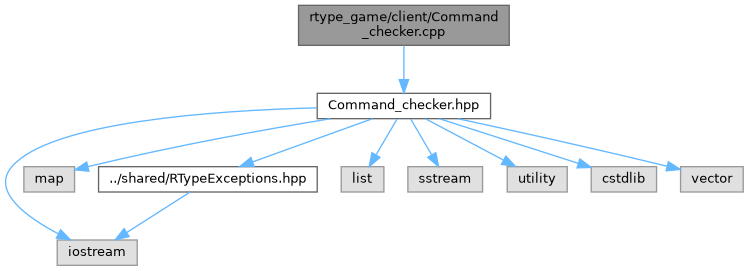 rtype_game/client/Command
_checker.cpp
Command_checker.hpp
map
../shared/RTypeExceptions.hpp
list
sstream
utility
cstdlib
vector
iostream